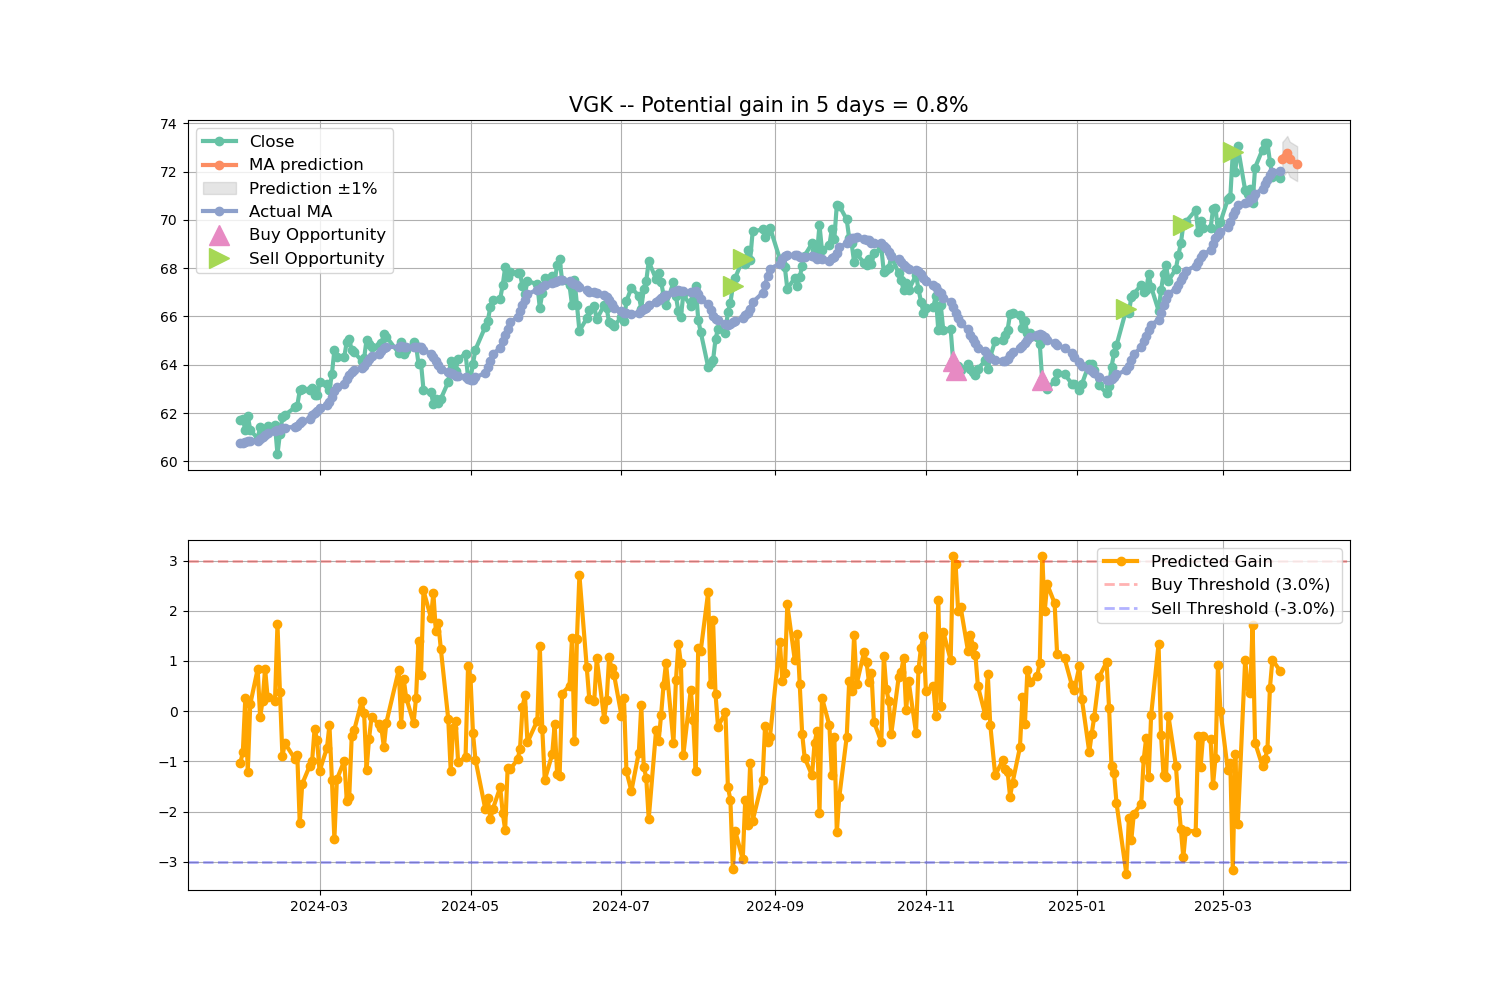 VGK -- Potential gain in 5 days = 0.8%
74
72
70
68
66
64
62
60
Close
MA prediction
Prediction ±1%
Actual MA
Buy Opportunity
Sell Opportunity
3
2
1
0
−1
−2
−3
Predicted Gain
Buy Threshold (3.0%)
Sell Threshold (-3.0%)
2024-03
2024-05
2024-07
2024-09
2024-11
2025-01
2025-03